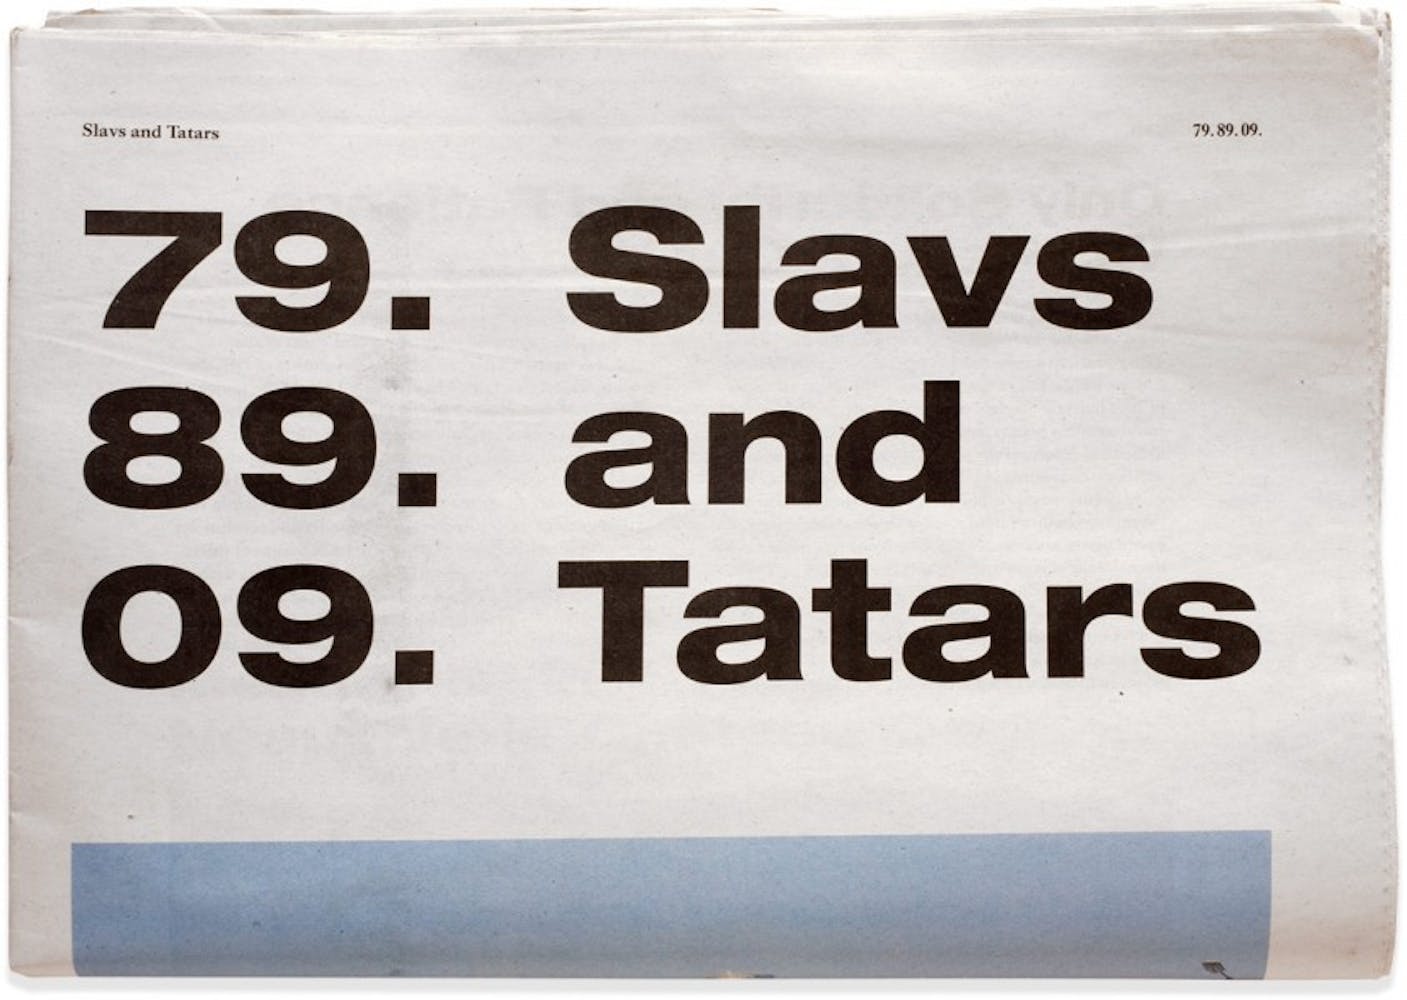 Slavs and Tatars
79. 89. 09.
79. Slavs
89. and
09. Tatars